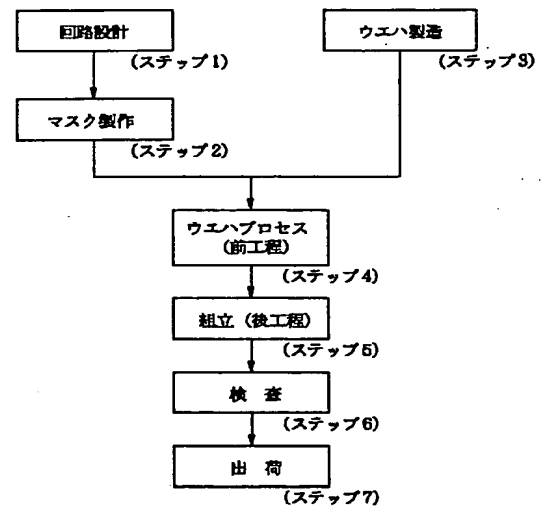 回路設計
(ステップ1)
ウエハ製造
(ステップ3)
マスク製作
(ステップ2)
ウエハプロセス
(前工程)
(ステップ4)
組立(後工程)
(ステップ5)
検 査
(ステップ6)
出 荷
(ステップ7)